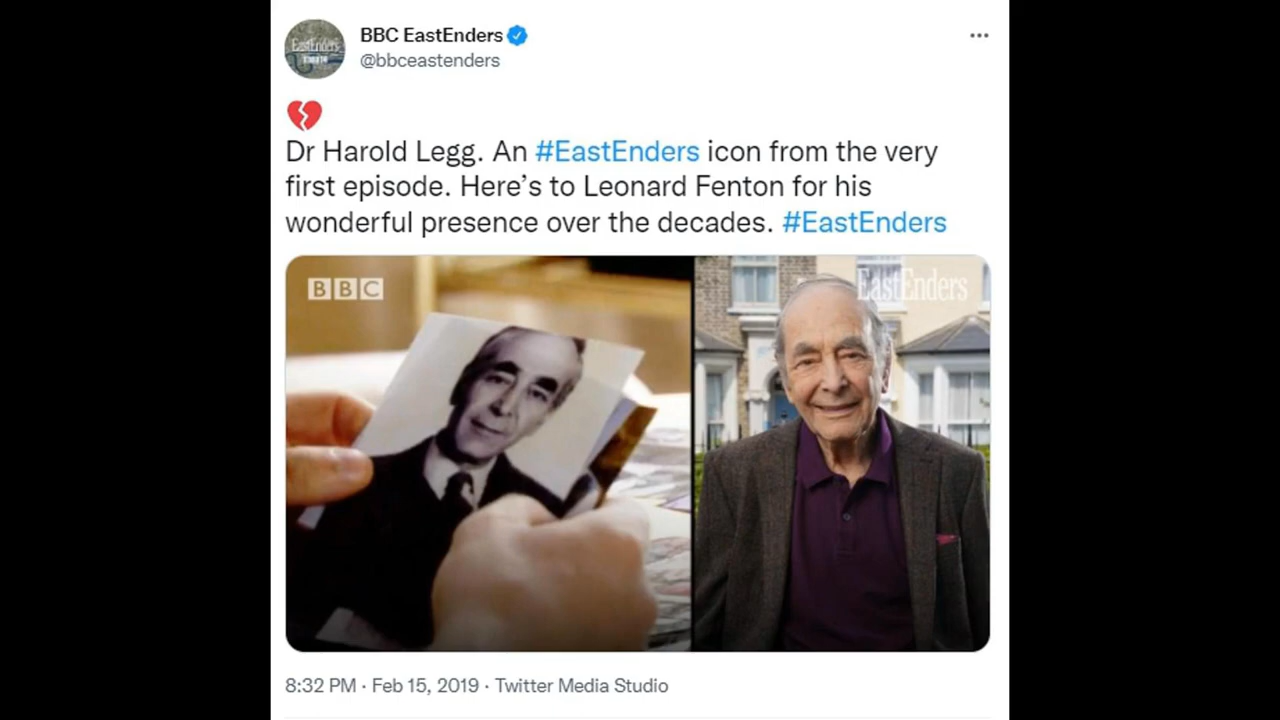 BBC EastEnders
@bbceastenders
Dr Harold Legg. An #EastEnders icon from the very
first episode. Here’s to Leonard Fenton for his
wonderful presence over the decades. #EastEnders
BBC
EastEnders
8:32 PM · Feb 15, 2019 · Twitter Media Studio